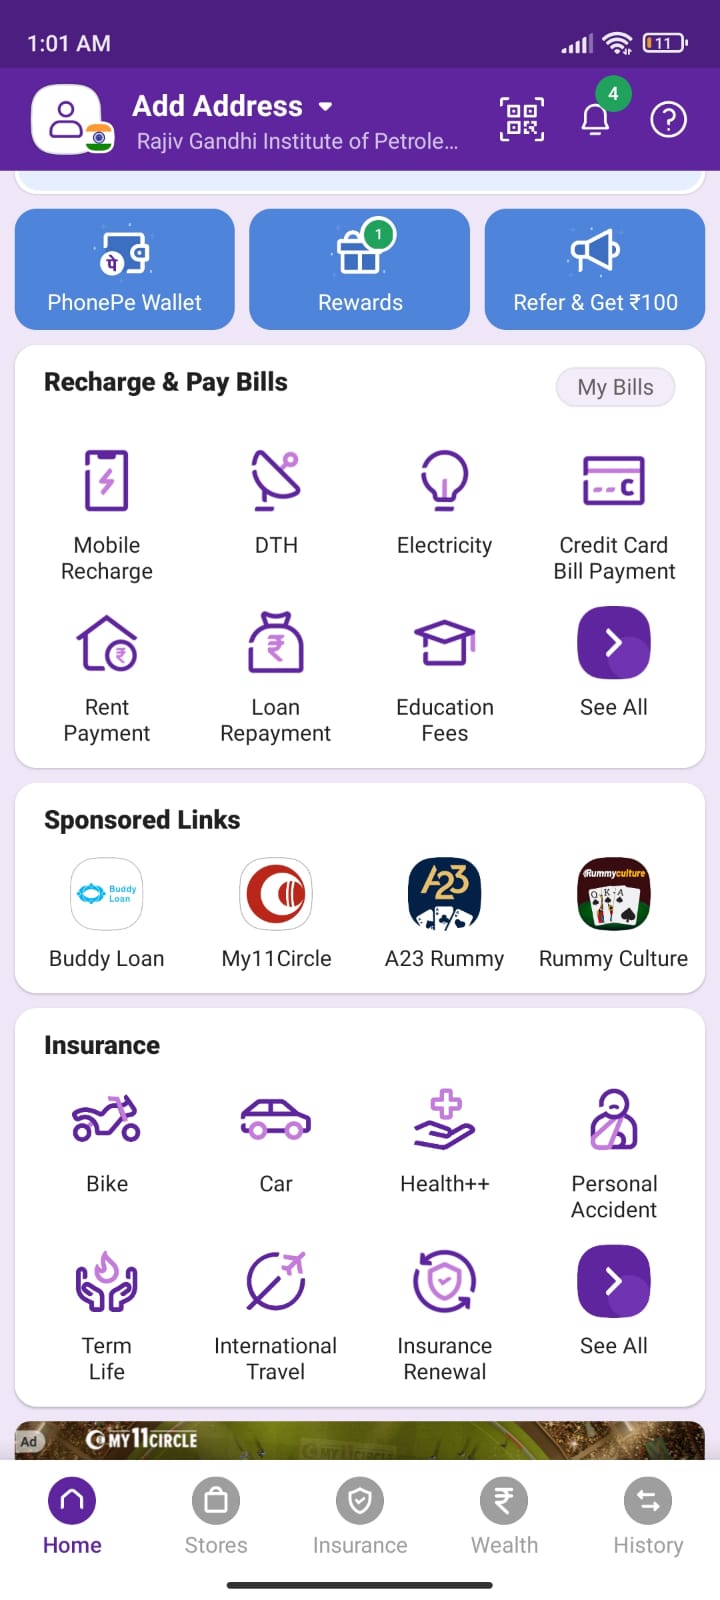 1:01 AM
11
Add Address
4
Rajiv Gandhi Institute of Petrole...
पे
1
PhonePe Wallet
Rewards
Refer & Get ₹100
Recharge & Pay Bills
My Bills
--C
Mobile
Recharge
DTH
Electricity
Credit Card
Bill Payment
₹
₹
Rent
Payment
Loan
Repayment
Education
Fees
See All
Sponsored Links
Buddy
Loan
A23
Rummyculture
Q K A
Buddy Loan
My11Circle
A23 Rummy
Rummy Culture
Insurance
Bike
Car
Health++
Personal
Accident
Term
Life
International
Travel
Insurance
Renewal
See All
Ad
MY11CIRCLE
MY11CIRCLE
₹
Home
Stores
Insurance
Wealth
History